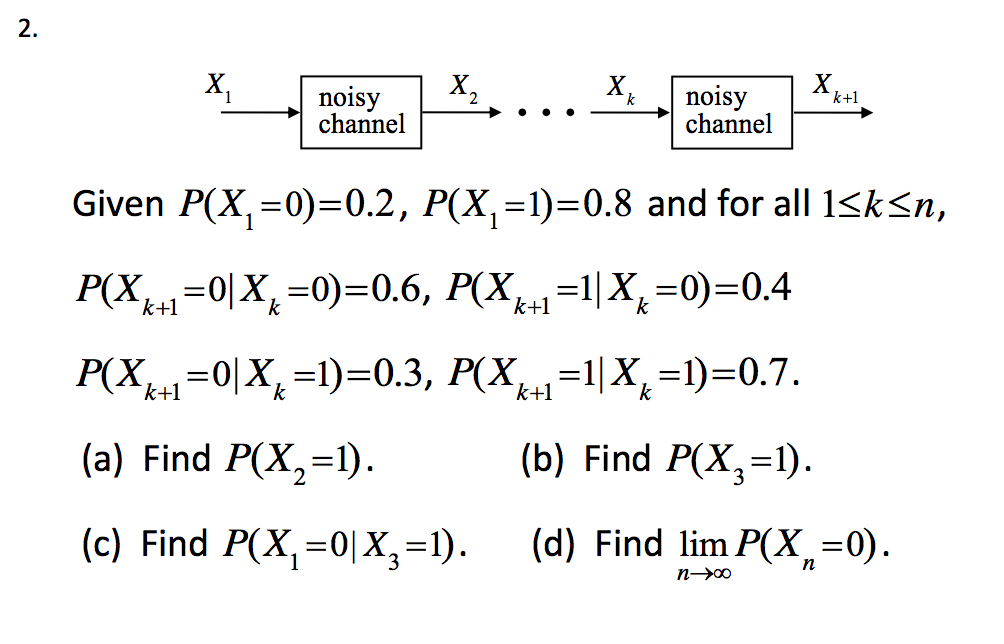 2.
X₁ noisy channel X₂ • • • Xₖ noisy channel Xₖ₊₁
Given P(X₁=0)=0.2, P(X₁=1)=0.8 and for all 1≤k≤n,
P(Xₖ₊₁=0|Xₖ=0)=0.6, P(Xₖ₊₁=1|Xₖ=0)=0.4
P(Xₖ₊₁=0|Xₖ=1)=0.3, P(Xₖ₊₁=1|Xₖ=1)=0.7.
(a) Find P(X₂=1). (b) Find P(X₃=1).
(c) Find P(X₁=0|X₃=1). (d) Find lim n→∞ P(Xₙ=0).